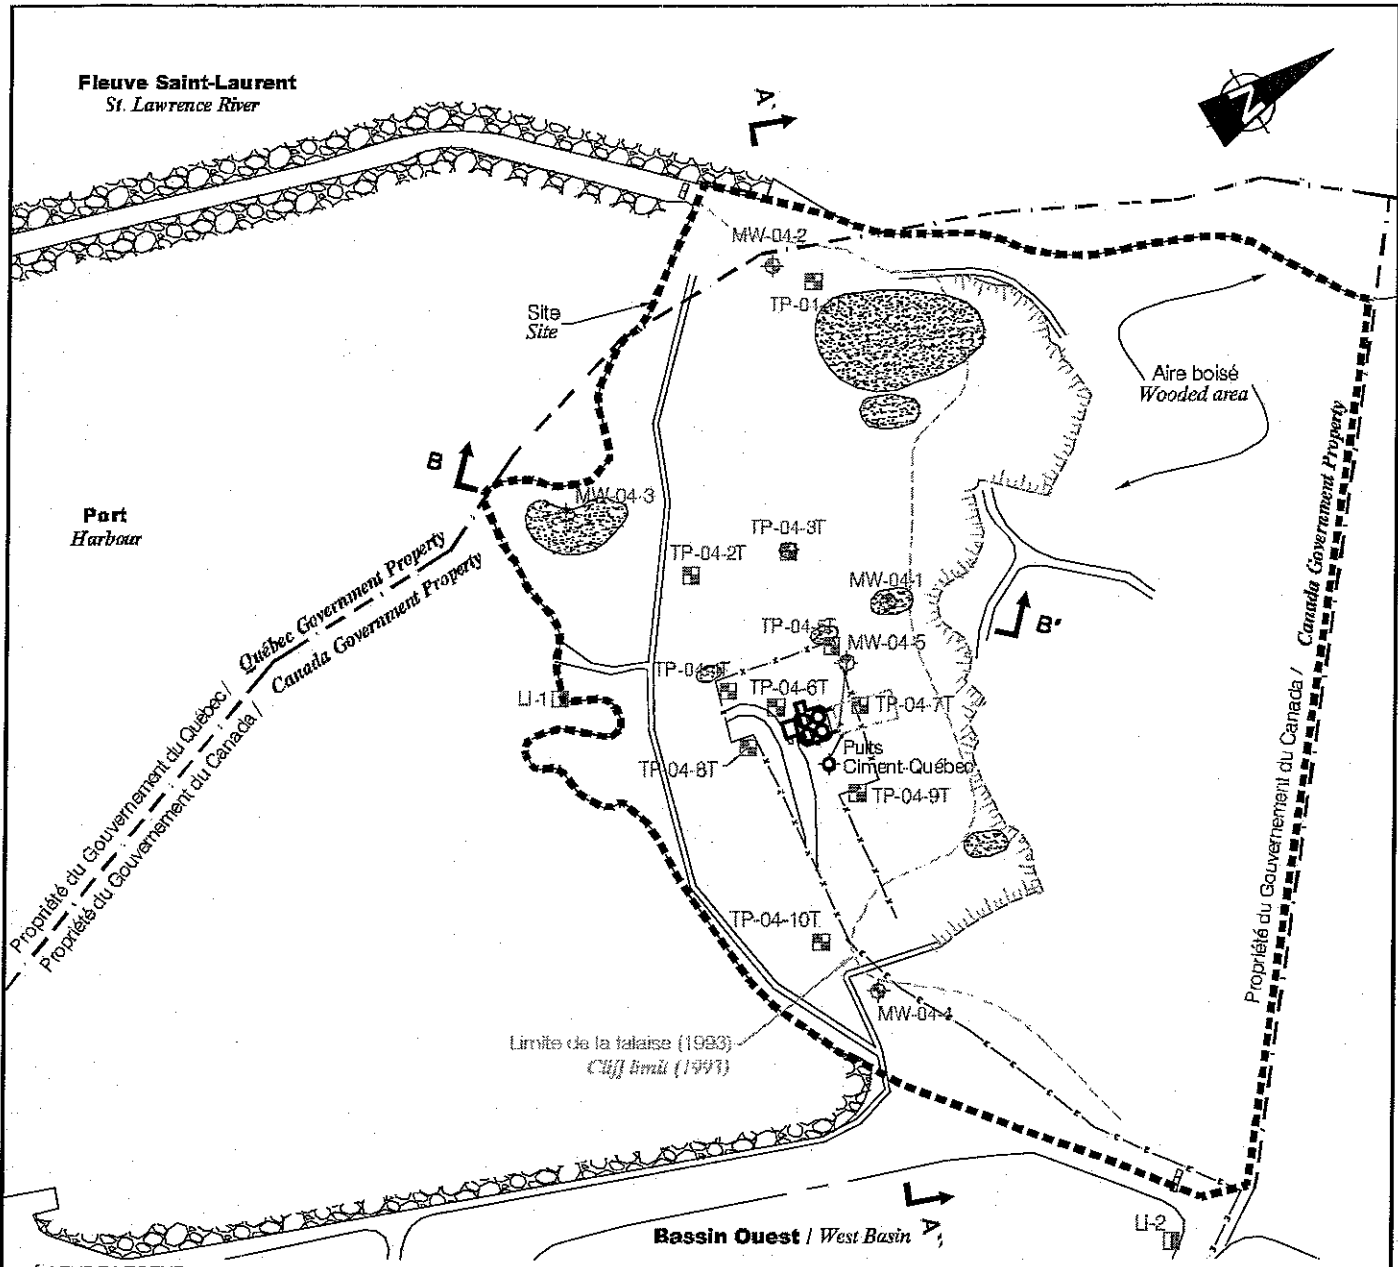 Fleuve Saint-Laurent
St. Lawrence River
A'
N
MW-04-2
TP-01-
Site
Site
Aire boisé
Wooded area
B
MW-04-3
Port
Harbour
TP-04-3T
TP-04-2T
MW-04-1
B'
TP-04-5T
MW-04-5
TP-04-6T
TP-04-7T
LI-1
Puits
Ciment-Québec
TP-04-8T
TP-04-9T
Québec Government Property
Canada Government Property
Propriété du Gouvernement du Québec /
Propriété du Gouvernement du Canada /
Canada Government Property
Propriété du Gouvernement du Canada /
TP-04-10T
MW-04-4
Limite de la falaise (1993)
Cliff limit (1993)
A
Bassin Ouest / West Basin
LI-2